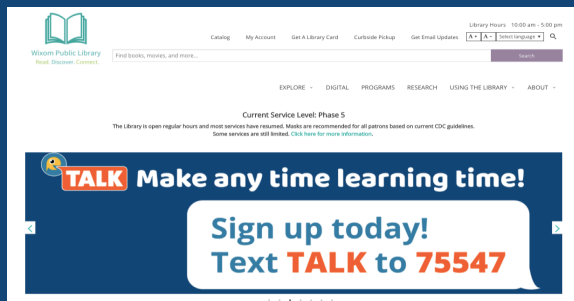 Library Hours 10:00 am - 5:00 pm
Catalog My Account Get A Library Card Curbside Pickup Get Email Updates A + A - Select language ▼
Wixom Public Library
Read. Discover. Connect.
Find books, movies, and more...
Search
EXPLORE DIGITAL PROGRAMS RESEARCH USING THE LIBRARY ABOUT
Current Service Level: Phase 5
The Library is open regular hours and most services have resumed. Masks are recommended for all patrons based on current CDC guidelines.
Some services are still limited. Click here for more information.
TALK Make any time learning time!
Sign up today!
Text TALK to 75547